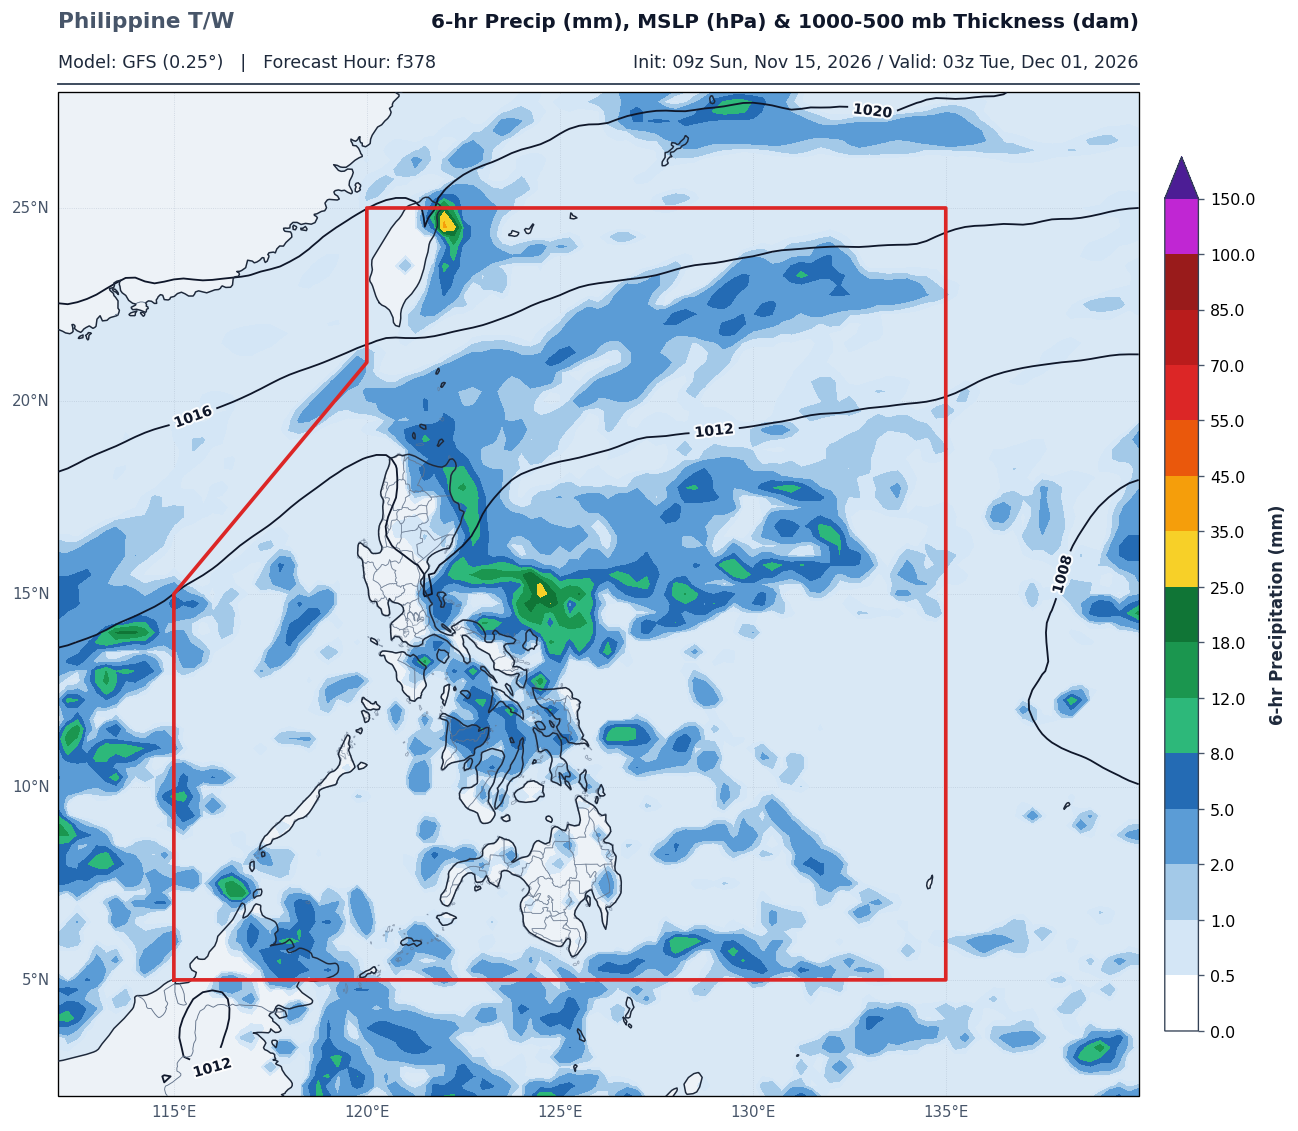 Philippine T/W
6-hr Precip (mm), MSLP (hPa) & 1000-500 mb Thickness (dam)
Model: GFS (0.25°) | Forecast Hour: f378
Init: 09z Sun, Nov 15, 2026 / Valid: 03z Tue, Dec 01, 2026
1020
1016
1012
1008
1012
25°N
20°N
15°N
10°N
5°N
115°E
120°E
125°E
130°E
135°E
150.0
100.0
85.0
70.0
55.0
45.0
35.0
25.0
18.0
12.0
8.0
5.0
2.0
1.0
0.5
0.0
6-hr Precipitation (mm)